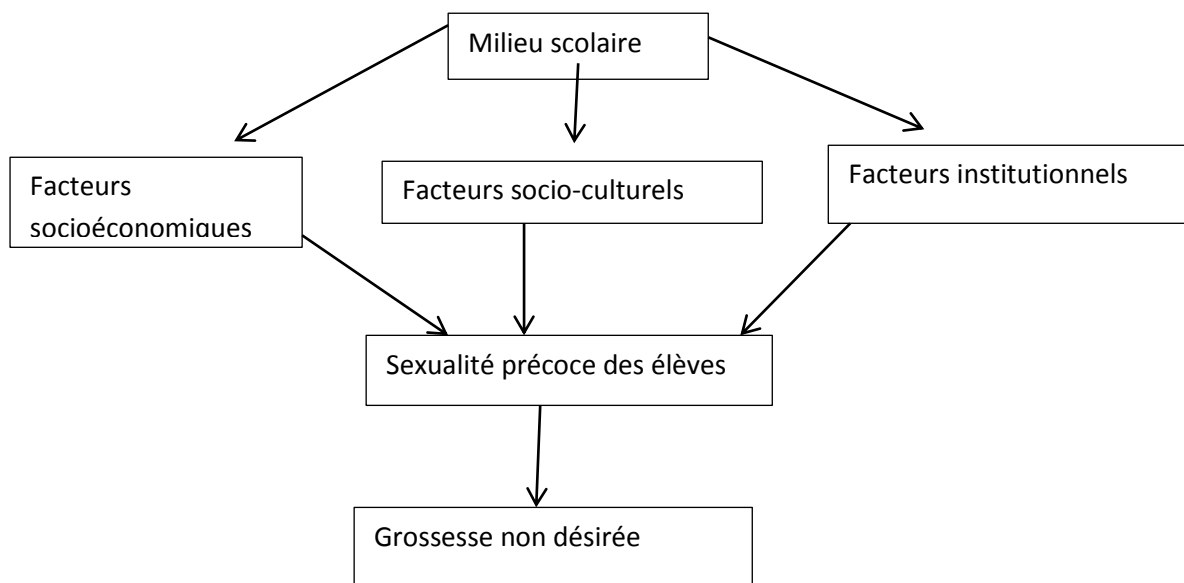 Milieu scolaire
Facteurs
socioéconomiques
Facteurs socio-culturels
Facteurs institutionnels
Sexualité précoce des élèves
Grossesse non désirée